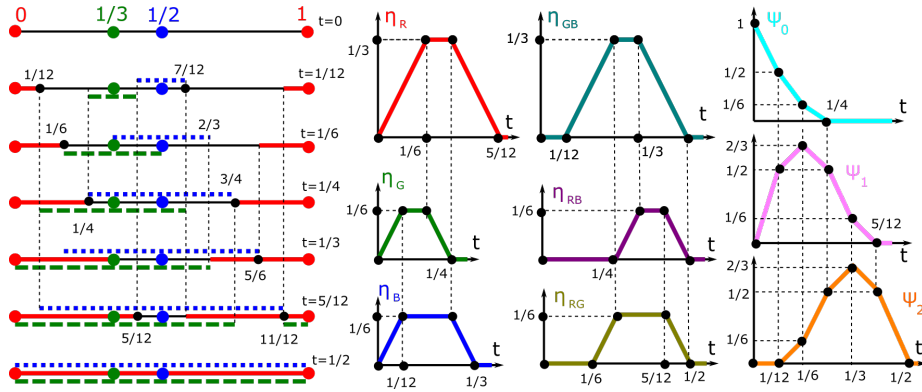 0 1/3 1/2 1 t=0
1/12 7/12 t=1/12
1/6 2/3 t=1/6
3/4 t=1/4
1/4 t=1/3
5/6
t=5/12
5/12 11/12
t=1/2
η_R
1/3
t
1/6 5/12
η_G
1/6
t
1/4
η_B
1/6
t
1/12 1/3
η_GB
1/3
t
1/12 1/3
η_RB
1/6
t
1/4
η_RG
1/6
t
1/6 5/12 1/2
ψ_0
1
1/2
1/6 1/4
t
2/3
1/2 ψ_1
1/6 5/12
t
2/3
1/2 ψ_2
1/6
t
1/12 1/6 1/3 1/2